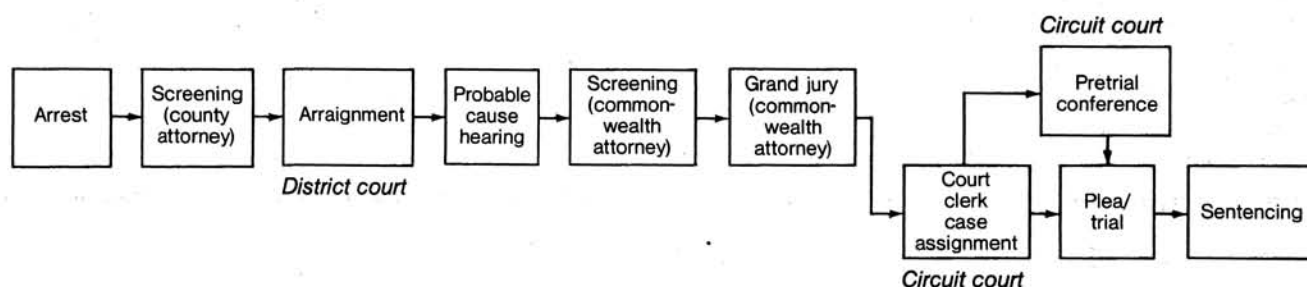 Arrest
Screening
(county
attorney)
Arraignment
District court
Probable
cause
hearing
Screening
(common-
wealth
attorney)
Grand jury
(common-
wealth
attorney)
Court
clerk
case
assignment
Circuit court
Circuit court
Pretrial
conference
Plea/
trial
Sentencing